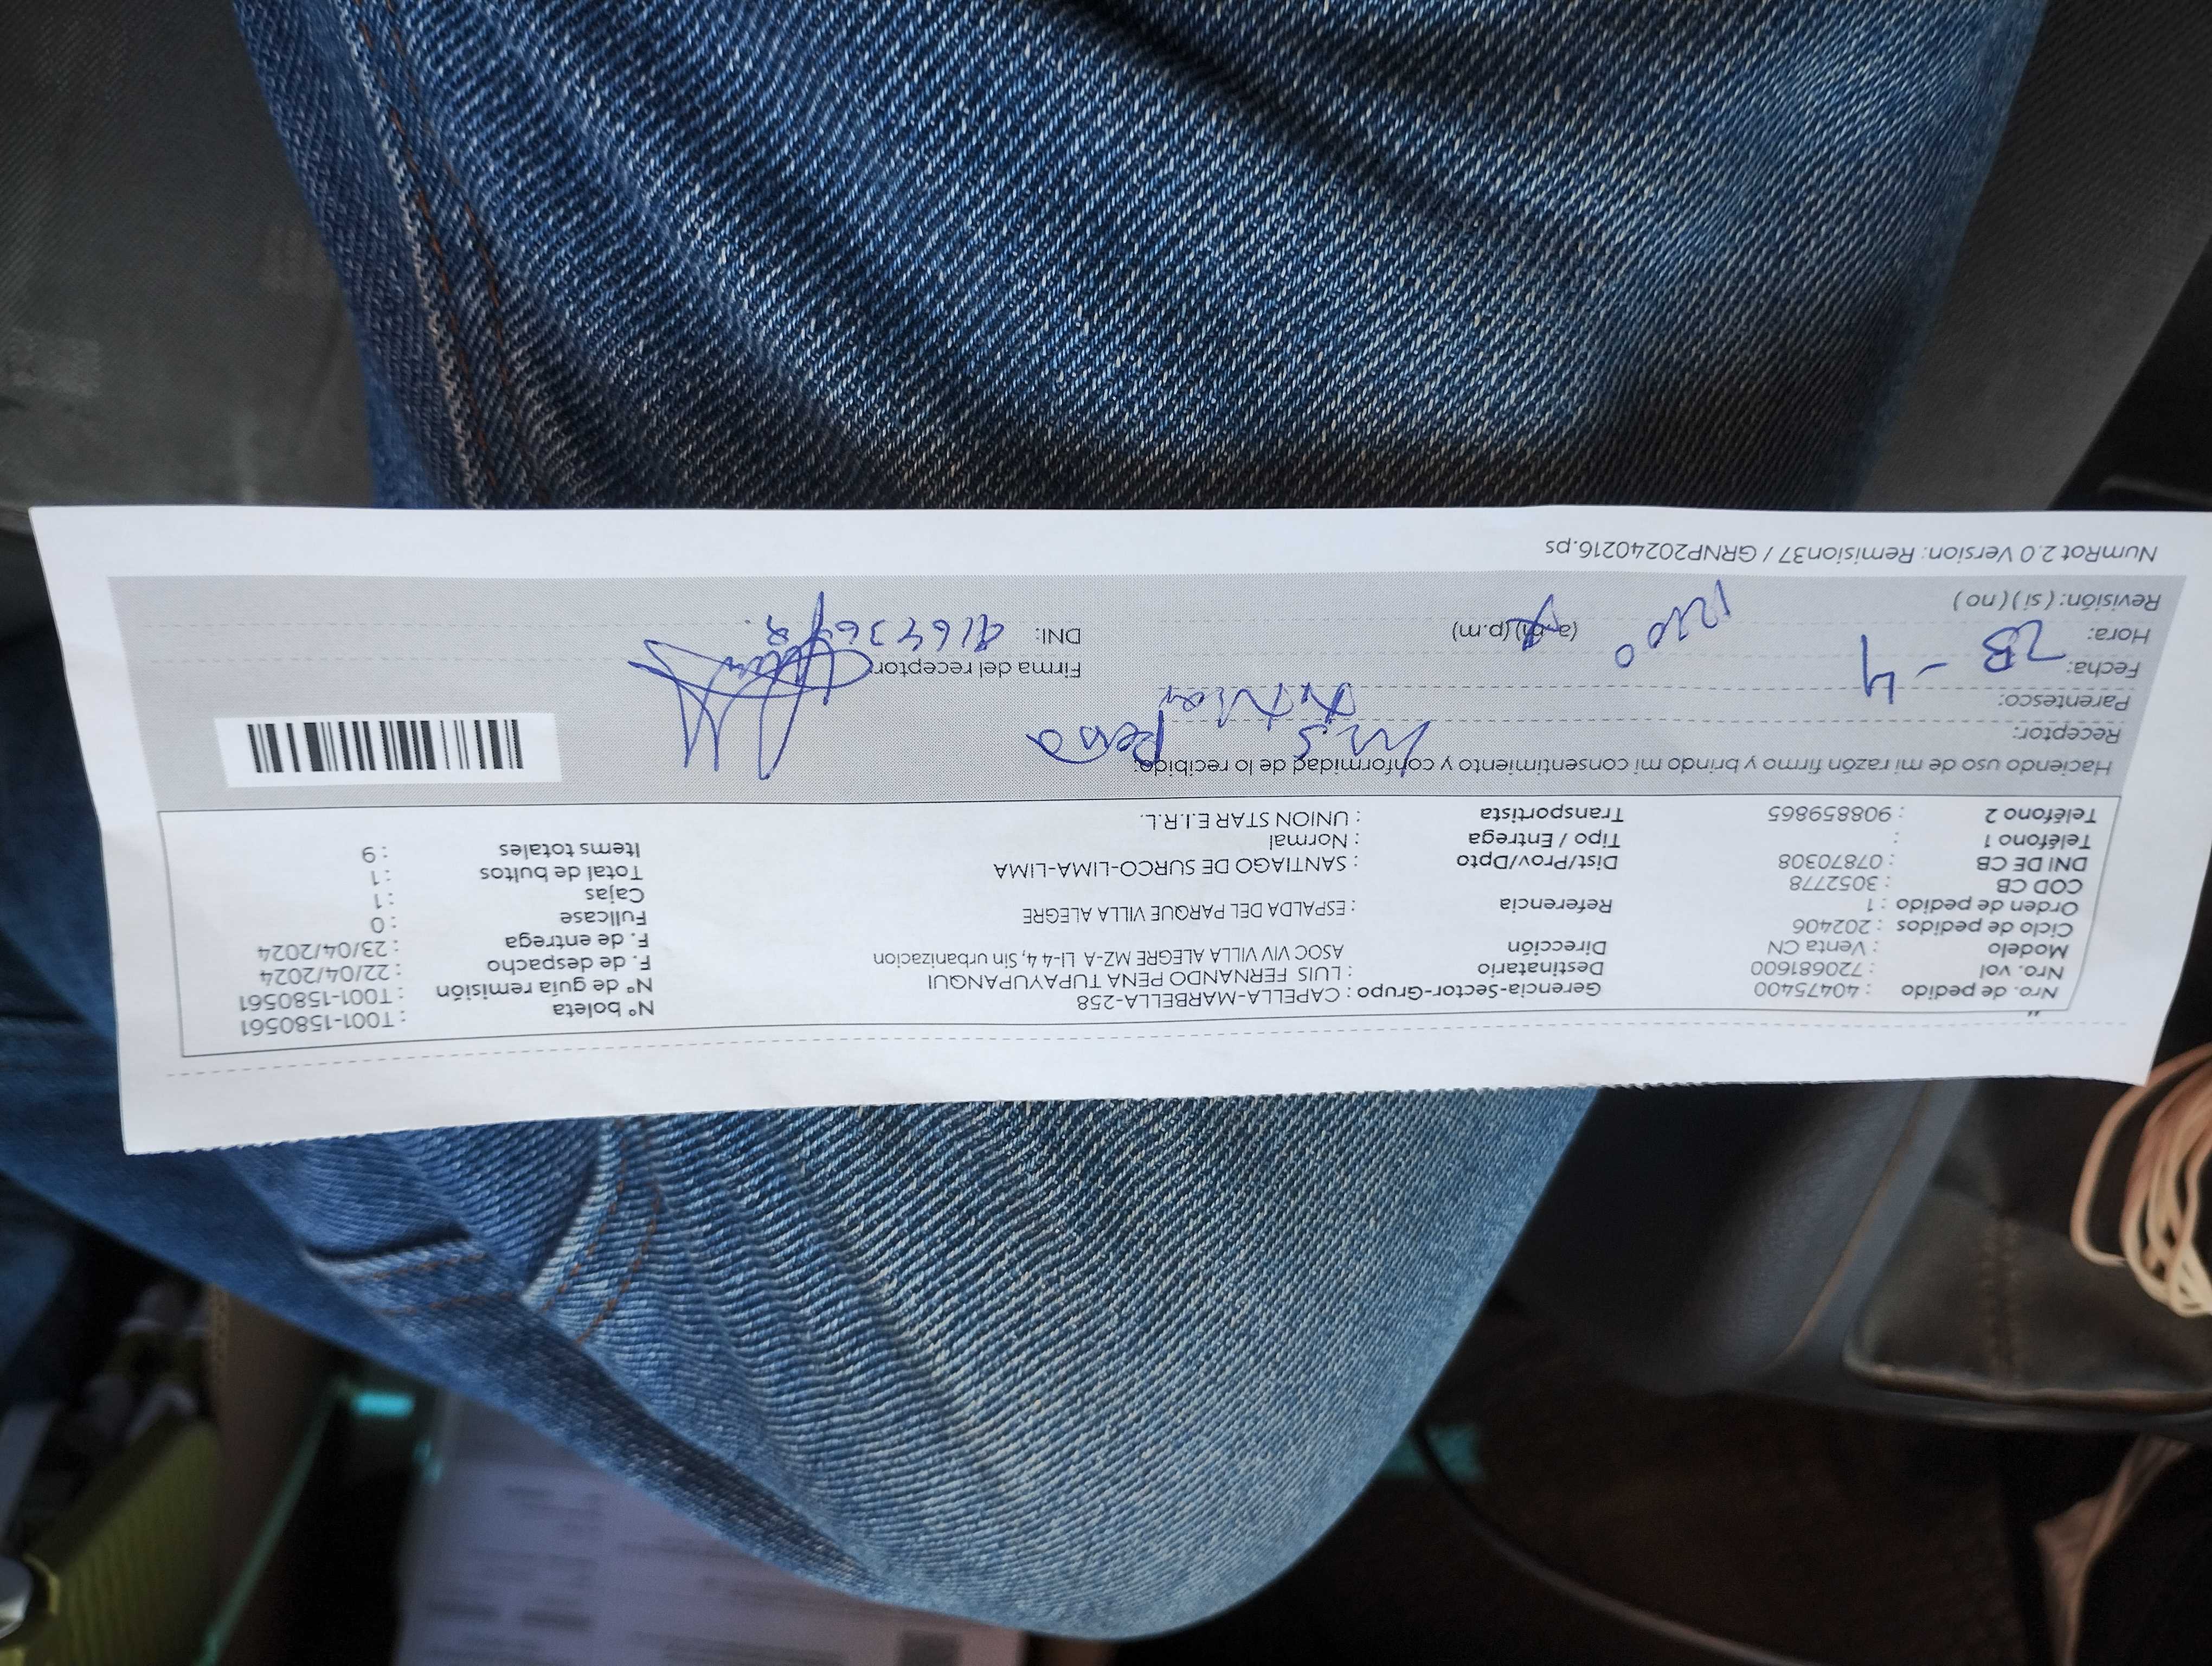 Nro. de pedido : 40475400 Gerencia-Sector-Grupo : CAPELLA-MARBELLA-258 N° boleta : T001-1580561
Nro. vol : 720681600 Destinatario : LUIS FERNANDO PENA TUPAYUPANQUI N° de guía remisión : T001-1580561
Modelo : Venta CN Dirección ASOC VIV VILLA ALEGRE MZ-A LI-4 4, Sin urbanizacion F. de despacho : 22/04/2024
Ciclo de pedidos : 202406 F. de entrega : 23/04/2024
Orden de pedido : 1 Referencia : ESPALDA DEL PARQUE VILLA ALEGRE Fullcase : 0
COD CB : 3052778 Cajas : 1
DNI DE CB : 07870308 Dist/Prov/Dpto : SANTIAGO DE SURCO-LIMA-LIMA Total de bultos : 1
Teléfono 1 : Tipo / Entrega : Normal Items totales : 9
Teléfono 2 : 908859865 Transportista : UNION STAR E.I.R.L.
Haciendo uso de mi razón firmo y brindo mi consentimiento y conformidad de lo recibido:
Receptor: Peña
Parentesco: Titular
Fecha: 23 - 4 Firma del receptor
Hora: (a.m) (p.m) DNI:
Revisión: ( si ) ( no )
NumRot 2.0 Version: Remision37 / GRNP20240216.ps